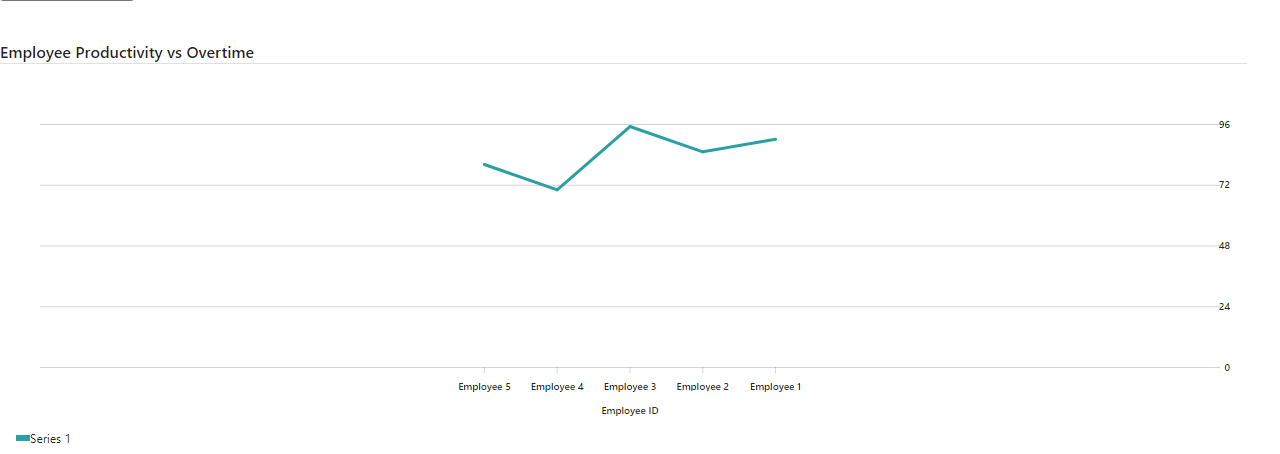 Employee Productivity vs Overtime
96
72
48
24
0
Employee 5 Employee 4 Employee 3 Employee 2 Employee 1
Employee ID
Series 1